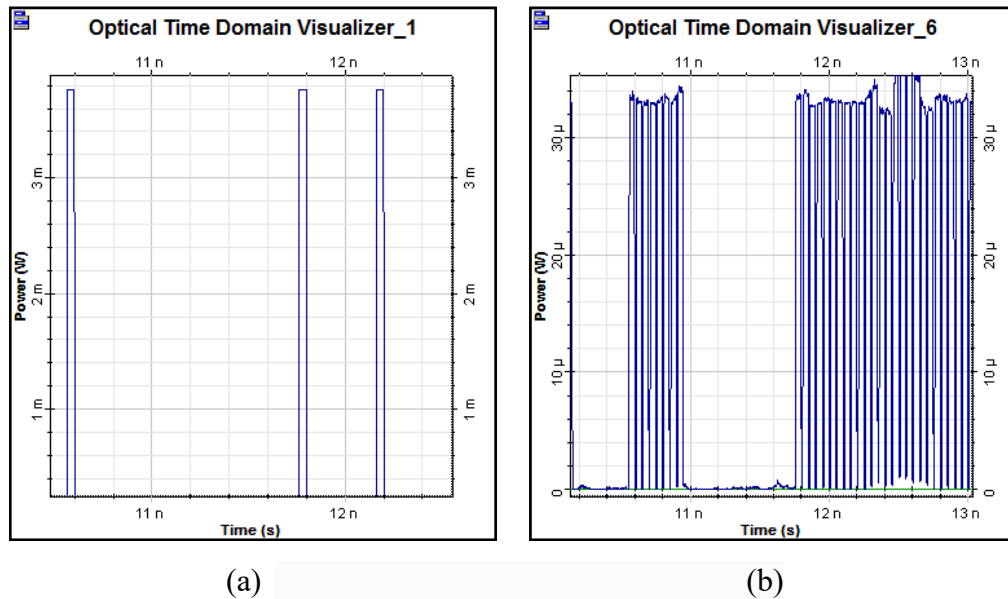 Optical Time Domain Visualizer_1
11 n 12 n
3 m 3 m
Power (W)
2 m 2 m
1 m 1 m
11 n 12 n
Time (s)
(a)
Optical Time Domain Visualizer_6
11 n 12 n 13 n
30 µ 30 µ
Power (W)
20 µ 20 µ
10 µ 10 µ
0 0
11 n 12 n 13 n
Time (s)
(b)